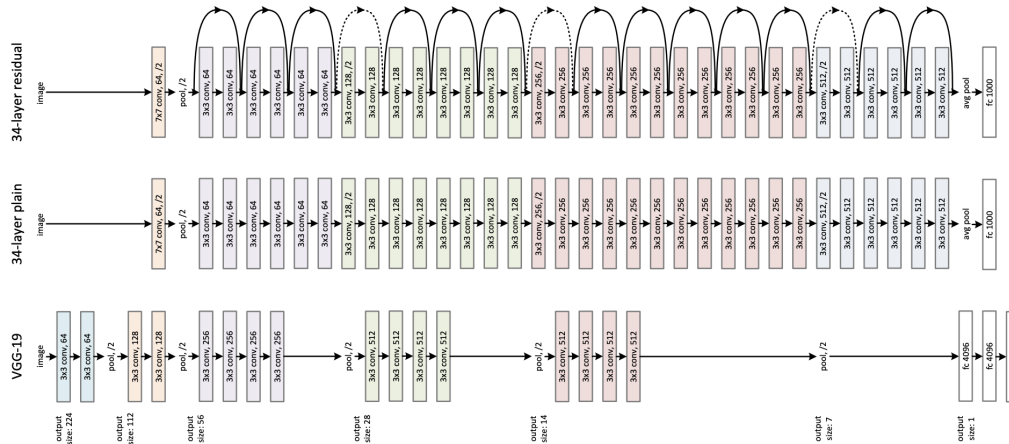 34-layer residual
image
7x7 conv, 64, /2
pool, /2
3x3 conv, 64
3x3 conv, 64
3x3 conv, 64
3x3 conv, 64
3x3 conv, 64
3x3 conv, 64
3x3 conv, 128, /2
3x3 conv, 128
3x3 conv, 128
3x3 conv, 128
3x3 conv, 128
3x3 conv, 128
3x3 conv, 128
3x3 conv, 128
3x3 conv, 256, /2
3x3 conv, 256
3x3 conv, 256
3x3 conv, 256
3x3 conv, 256
3x3 conv, 256
3x3 conv, 256
3x3 conv, 256
3x3 conv, 256
3x3 conv, 256
3x3 conv, 256
3x3 conv, 256
3x3 conv, 512, /2
3x3 conv, 512
3x3 conv, 512
3x3 conv, 512
3x3 conv, 512
3x3 conv, 512
avg pool
fc 1000
34-layer plain
image
7x7 conv, 64, /2
pool, /2
3x3 conv, 64
3x3 conv, 64
3x3 conv, 64
3x3 conv, 64
3x3 conv, 64
3x3 conv, 64
3x3 conv, 128, /2
3x3 conv, 128
3x3 conv, 128
3x3 conv, 128
3x3 conv, 128
3x3 conv, 128
3x3 conv, 128
3x3 conv, 128
3x3 conv, 256, /2
3x3 conv, 256
3x3 conv, 256
3x3 conv, 256
3x3 conv, 256
3x3 conv, 256
3x3 conv, 256
3x3 conv, 256
3x3 conv, 256
3x3 conv, 256
3x3 conv, 256
3x3 conv, 256
3x3 conv, 512, /2
3x3 conv, 512
3x3 conv, 512
3x3 conv, 512
3x3 conv, 512
3x3 conv, 512
avg pool
fc 1000
VGG-19
image
3x3 conv, 64
3x3 conv, 64
pool, /2
3x3 conv, 128
3x3 conv, 128
pool, /2
3x3 conv, 256
3x3 conv, 256
3x3 conv, 256
3x3 conv, 256
pool, /2
3x3 conv, 512
3x3 conv, 512
3x3 conv, 512
3x3 conv, 512
pool, /2
3x3 conv, 512
3x3 conv, 512
3x3 conv, 512
3x3 conv, 512
pool, /2
fc 4096
fc 4096
output
size: 224
output
size: 112
output
size: 56
output
size: 28
output
size: 14
output
size: 7
output
size: 1